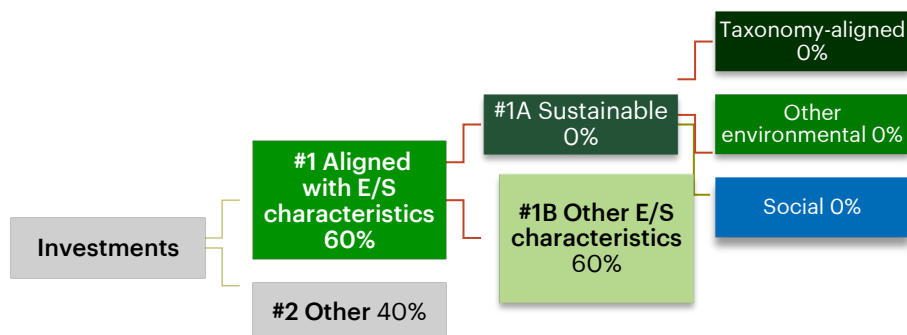 Taxonomy-aligned
0%
#1A Sustainable
0%
Other
environmental 0%
#1 Aligned
with E/S
characteristics
60%
#1B Other E/S
characteristics
60%
Social 0%
Investments
#2 Other 40%